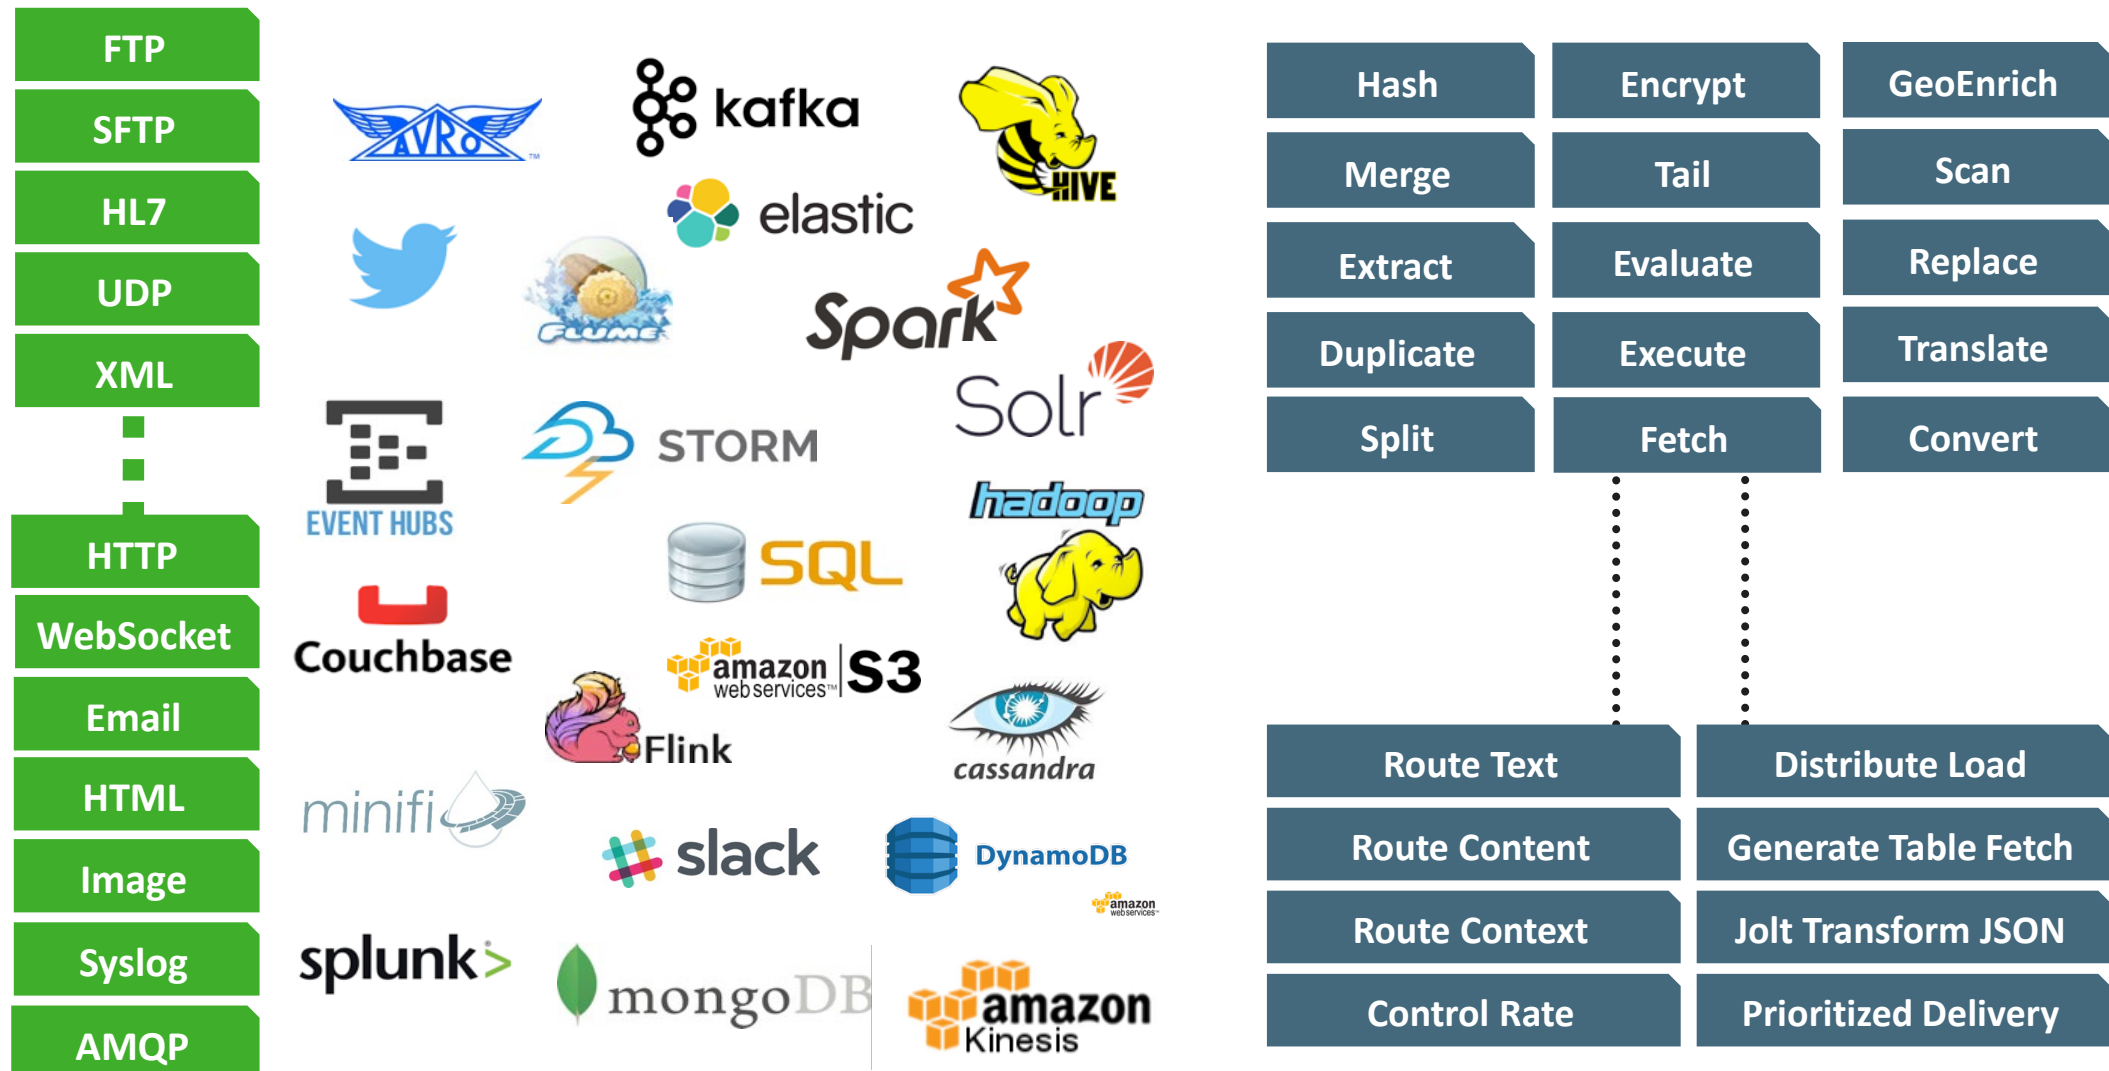 FTP
SFTP
HL7
UDP
XML
HTTP
WebSocket
Email
HTML
Image
Syslog
AMQP
AVRO™
kafka
HIVE
elastic
FLUME
Spark
Solr
EVENT HUBS
STORM
hadoop
SQL
Couchbase
amazon
web services™
S3
Flink
cassandra
minifi
slack
DynamoDB
amazon
web services™
splunk>
mongoDB
amazon
Kinesis
Hash
Encrypt
GeoEnrich
Merge
Tail
Scan
Extract
Evaluate
Replace
Duplicate
Execute
Translate
Split
Fetch
Convert
Route Text
Distribute Load
Route Content
Generate Table Fetch
Route Context
Jolt Transform JSON
Control Rate
Prioritized Delivery